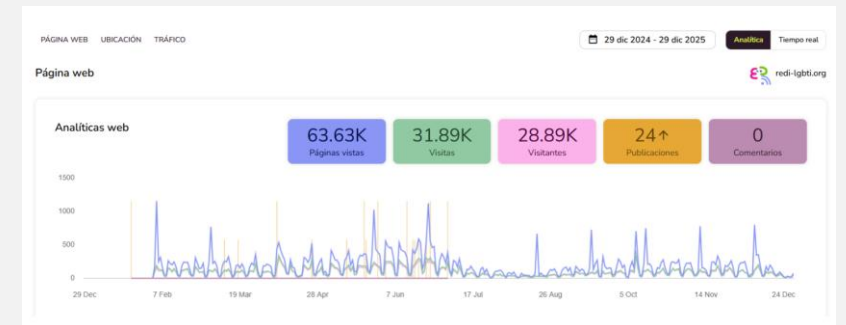 PÁGINA WEB UBICACIÓN TRÁFICO
29 dic 2024 - 29 dic 2025
Analítica Tiempo real
Página web
redi-lgbti.org
Analíticas web
63.63K
Páginas vistas
31.89K
Visitas
28.89K
Visitantes
24↑
Publicaciones
0
Comentarios
1500
1000
500
0
29 Dec 7 Feb 19 Mar 28 Apr 7 Jun 17 Jul 26 Aug 5 Oct 14 Nov 24 Dec